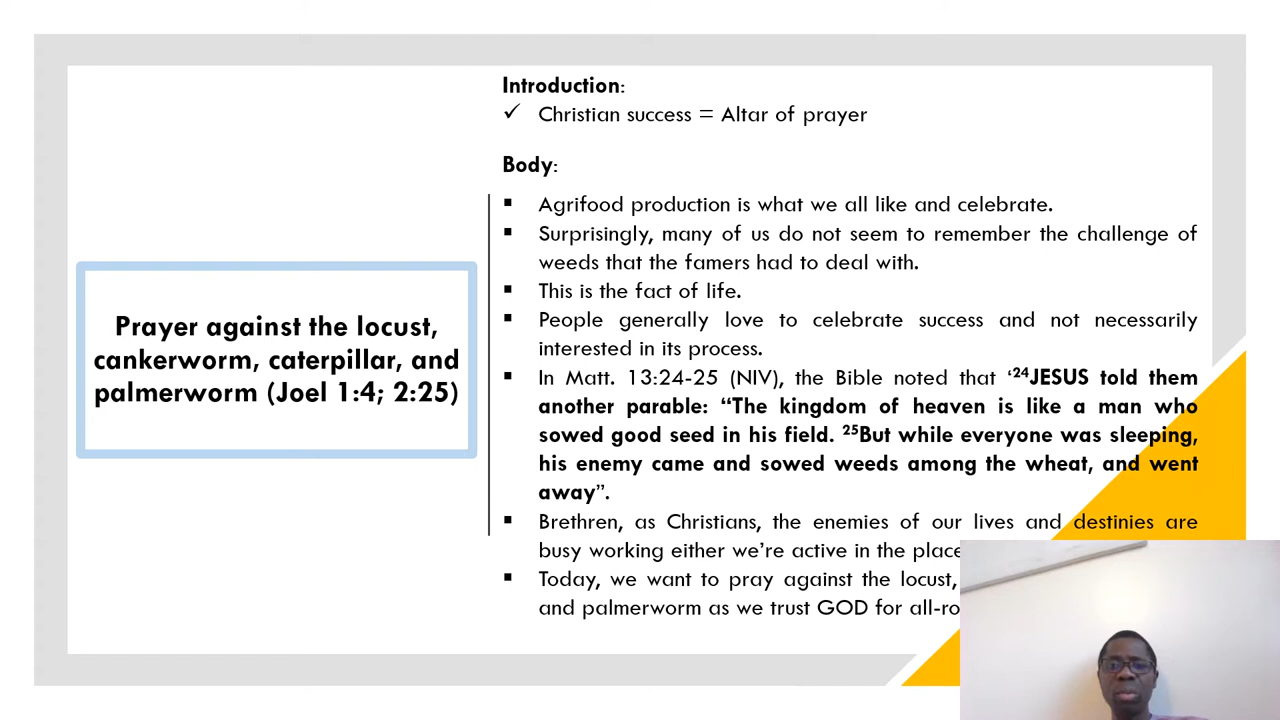 Prayer against the locust,
cankerworm, caterpillar, and
palmerworm (Joel 1:4; 2:25)
Introduction:
✓ Christian success = Altar of prayer
Body:
▪ Agrifood production is what we all like and celebrate.
▪ Surprisingly, many of us do not seem to remember the challenge of
weeds that the famers had to deal with.
▪ This is the fact of life.
▪ People generally love to celebrate success and not necessarily
interested in its process.
▪ In Matt. 13:24-25 (NIV), the Bible noted that ‘24JESUS told them
another parable: “The kingdom of heaven is like a man who
sowed good seed in his field. 25But while everyone was sleeping,
his enemy came and sowed weeds among the wheat, and went
away”.
▪ Brethren, as Christians, the enemies of our lives and destinies are
busy working either we’re active in the place
▪ Today, we want to pray against the locust,
and palmerworm as we trust GOD for all-ro